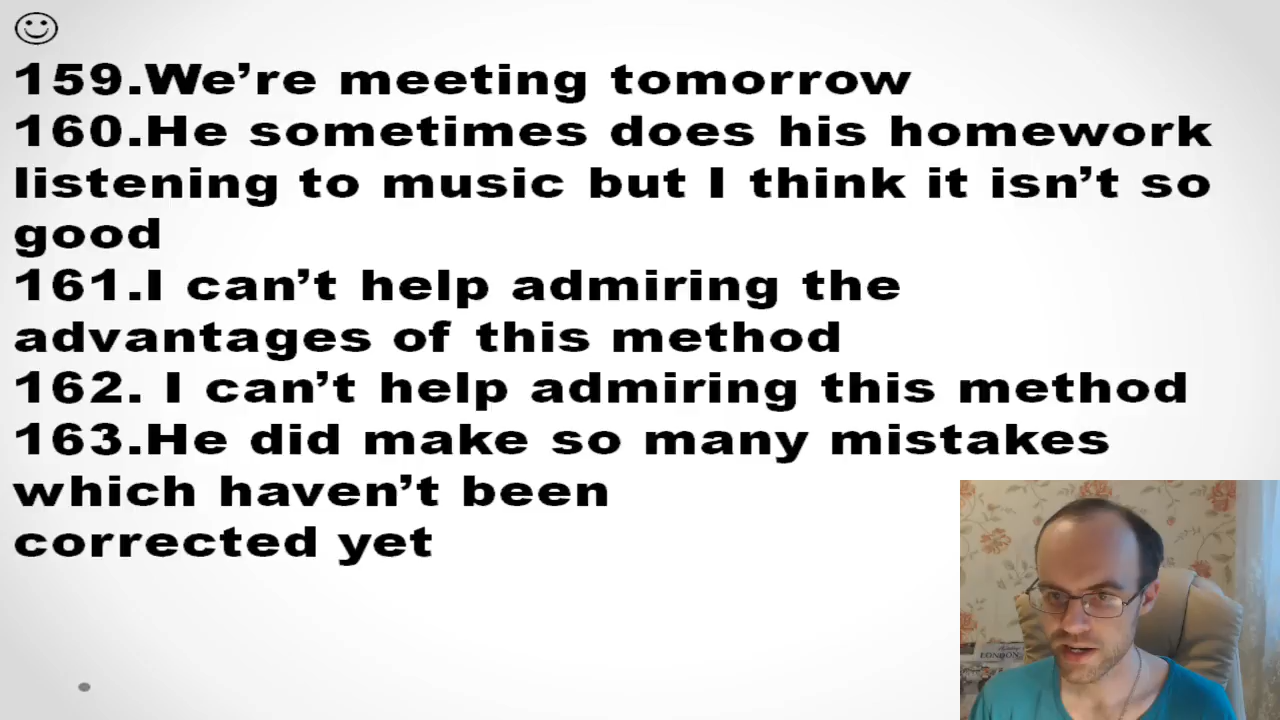 159.We're meeting tomorrow
160.He sometimes does his homework
listening to music but I think it isn't so
good
161.I can't help admiring the
advantages of this method
162. I can't help admiring this method
163.He did make so many mistakes
which haven't been
corrected yet
LONDON